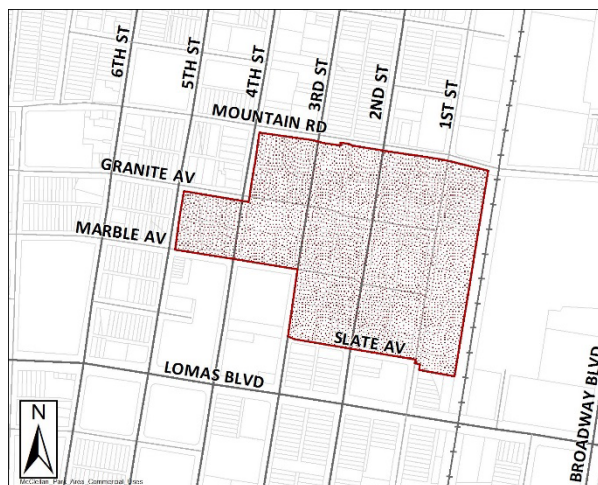 6TH ST
5TH ST
4TH ST
3RD ST
2ND ST
1ST ST
MOUNTAIN RD
GRANITE AV
MARBLE AV
SLATE AV
LOMAS BLVD
BROADWAY BLVD
N
McClellan_Park_Area_Commercial_Uses